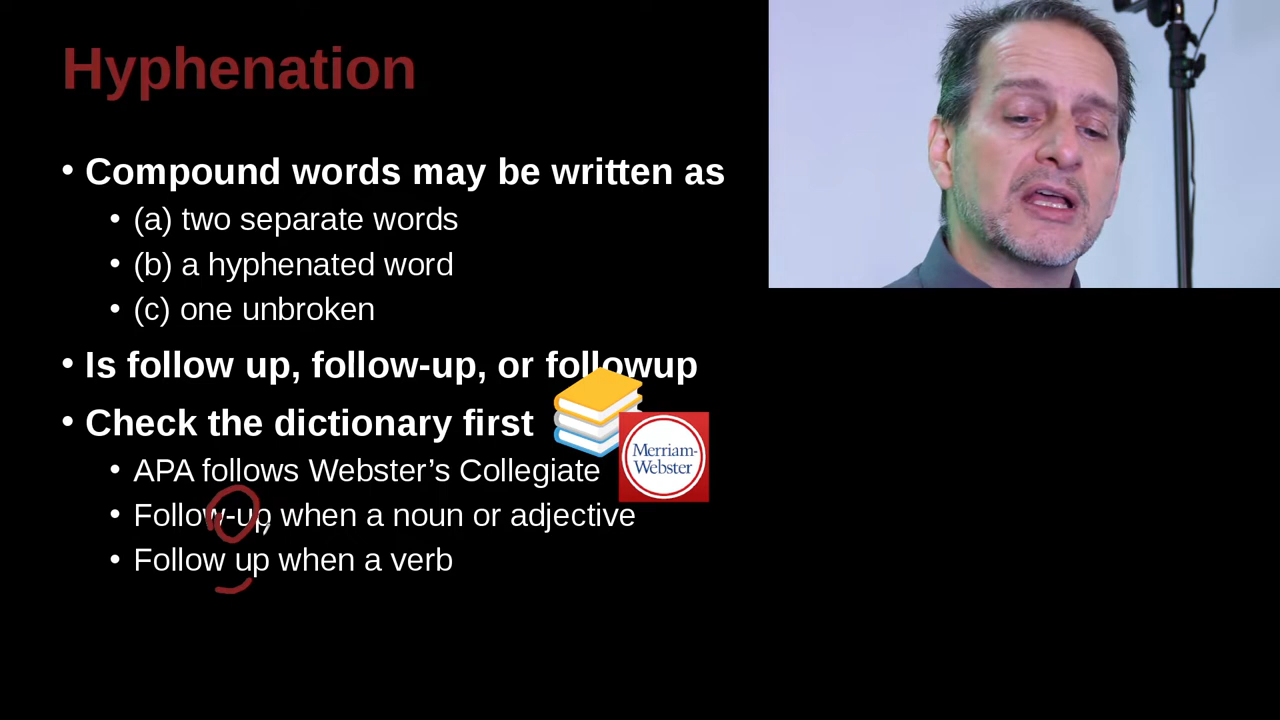 Hyphenation
• Compound words may be written as
• (a) two separate words
• (b) a hyphenated word
• (c) one unbroken
• Is follow up, follow-up, or followup
• Check the dictionary first
• APA follows Webster’s Collegiate
Merriam-
Webster
• Follow-up, when a noun or adjective
• Follow up when a verb